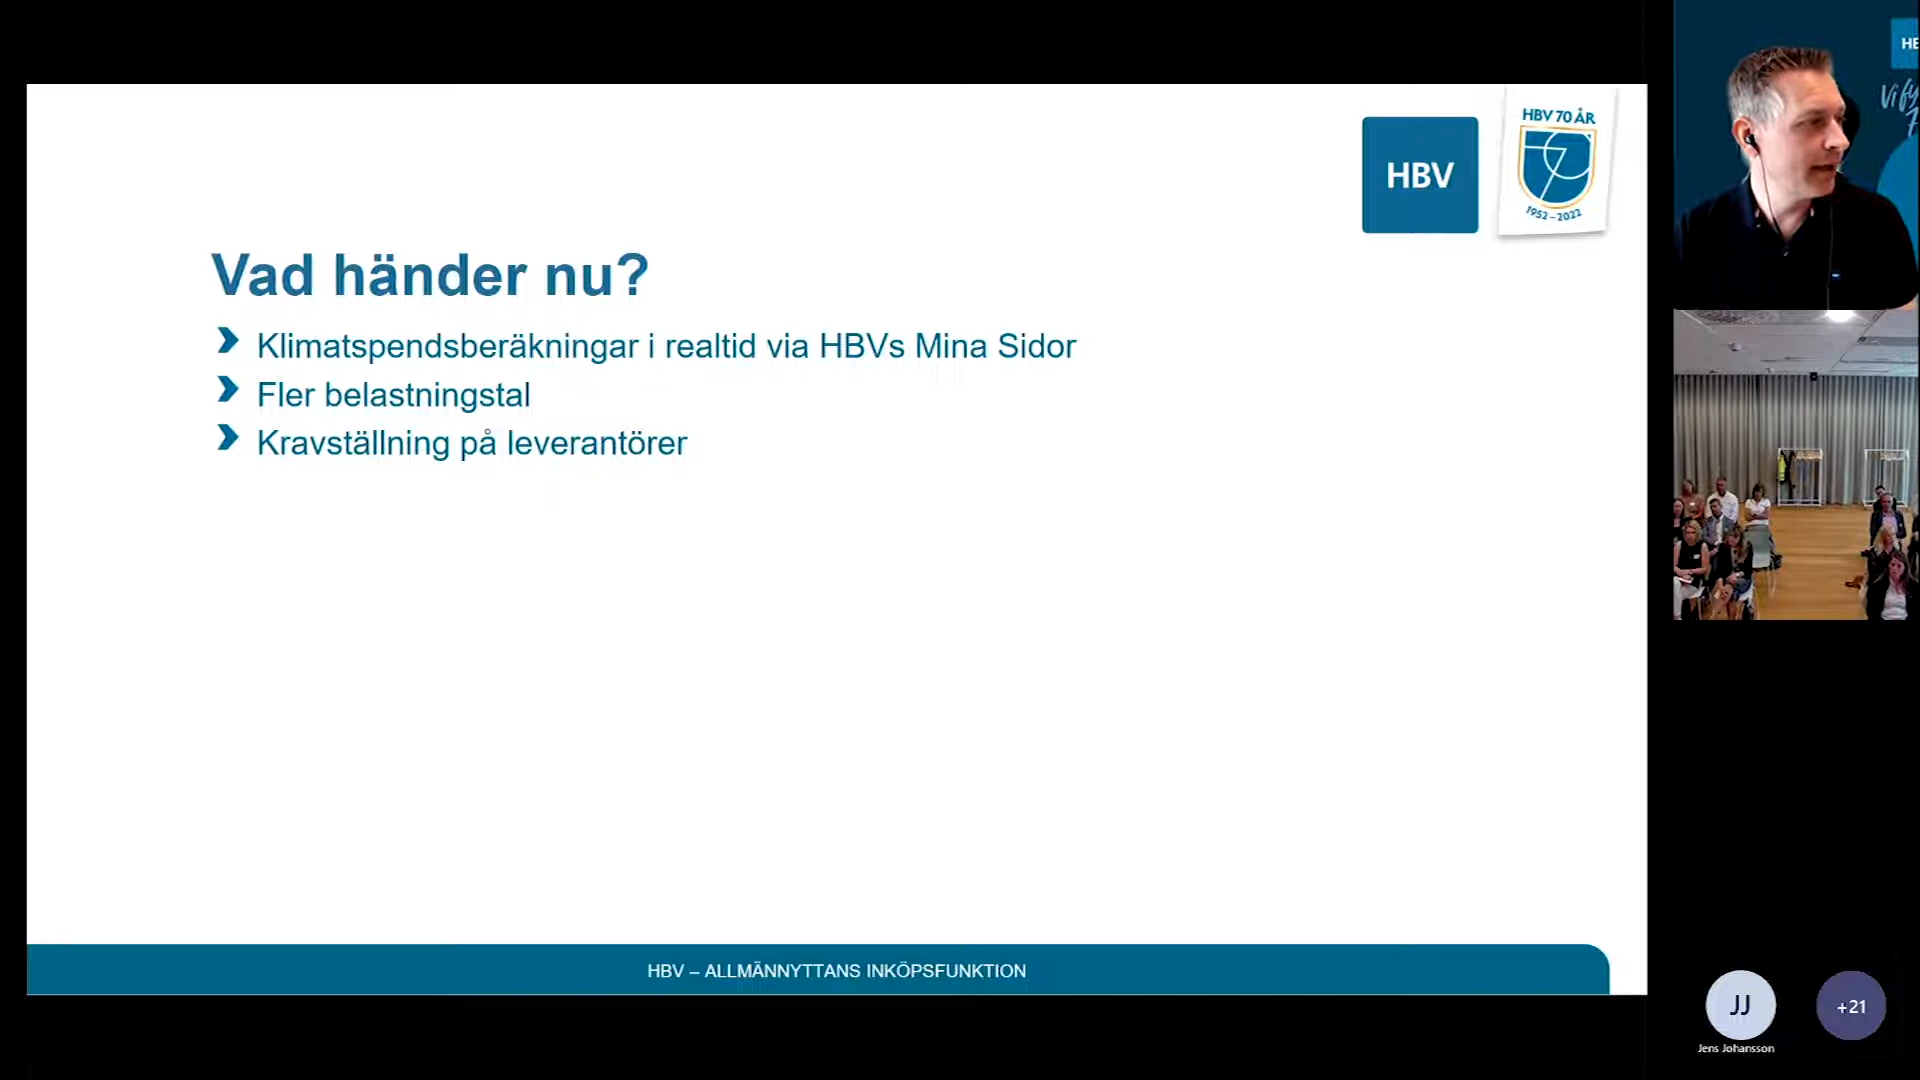 HBV
HBV 70 ÅR
1952–2022
Vad händer nu?
Klimatspendsberäkningar i realtid via HBVs Mina Sidor
Fler belastningstal
Kravställning på leverantörer
HBV – ALLMÄNNYTTANS INKÖPSFUNKTION
JJ
Jens Johansson
+21